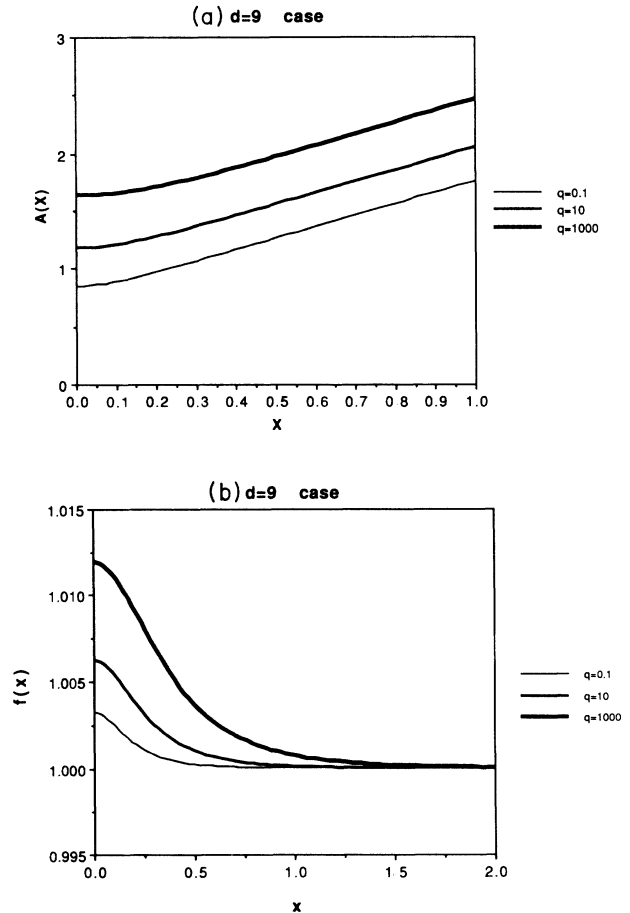 (a) d=9 case
3
2
1
0
A(X)
0.0 0.1 0.2 0.3 0.4 0.5 0.6 0.7 0 8 0.9 1.0
X
q=0.1
q=10
q=1000
(b) d=9 case
1.015
1.010
1.005
1.000
0.995
f(x)
0.0 0.5 1.0 1 5 2.0
x
q=0.1
q=10
q=1000